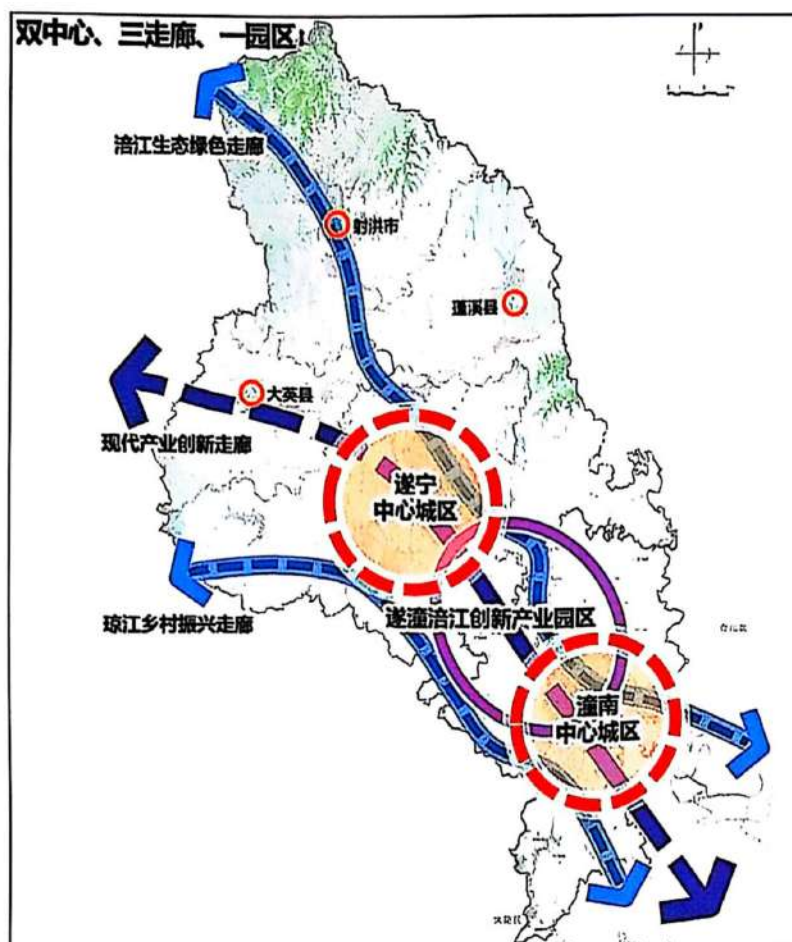 双中心、三走廊、一园区
涪江生态绿色走廊
射洪市
蓬溪县
大英县
现代产业创新走廊
遂宁
中心城区
琼江乡村振兴走廊
遂潼涪江创新产业园区
潼南
中心城区